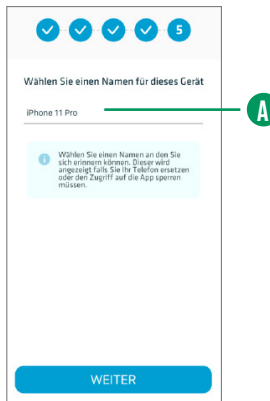 5
Wählen Sie einen Namen für dieses Gerät
iPhone 11 Pro
A
Wählen Sie einen Namen an den Sie
sich erinnern können. Dieser wird
angezeigt falls Sie Ihr Telefon ersetzen
oder den Zugriff auf die App sperren
müssen.
WEITER